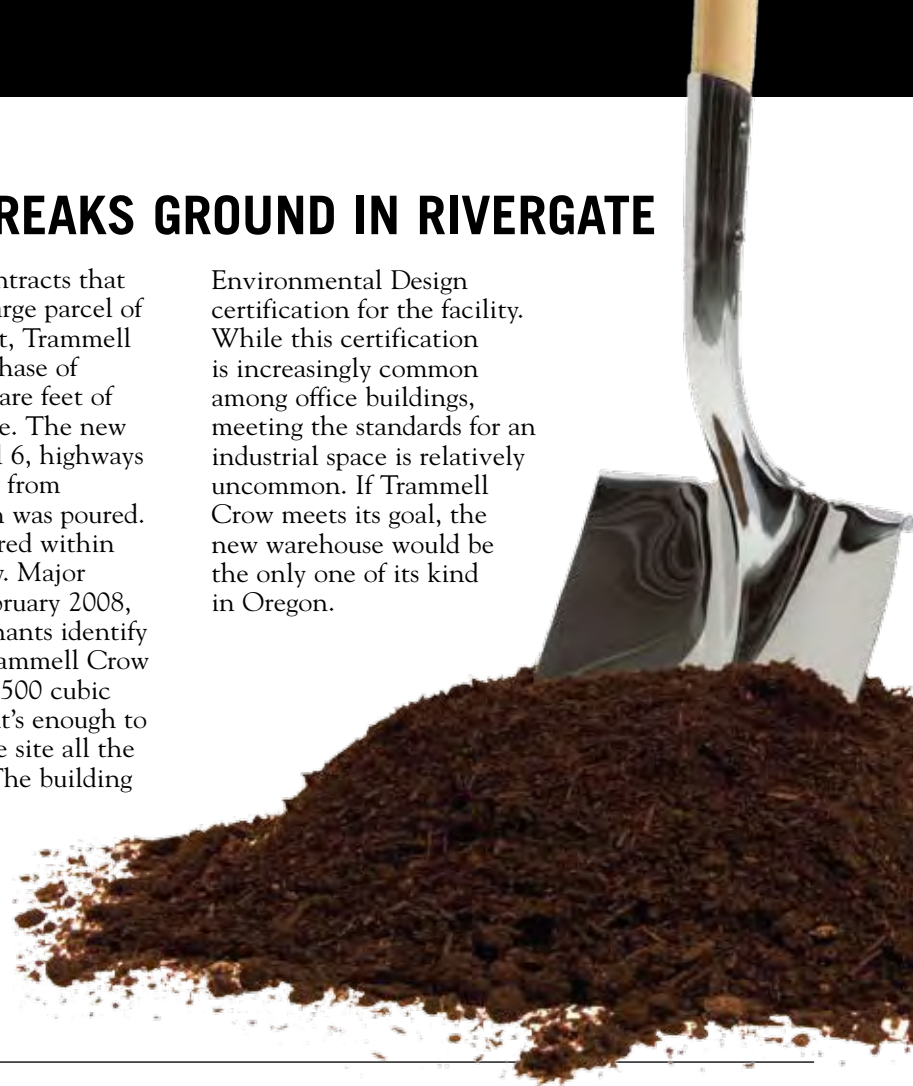 REAKS GROUND IN RIVERGATE
ntracts that
arge parcel of
t, Trammell
hase of
are feet of
e. The new
l 6, highways
from
n was poured.
red within
y. Major
bruary 2008,
nants identify
ammell Crow
500 cubic
t's enough to
e site all the
The building
Environmental Design
certification for the facility.
While this certification
is increasingly common
among office buildings,
meeting the standards for an
industrial space is relatively
uncommon. If Trammell
Crow meets its goal, the
new warehouse would be
the only one of its kind
in Oregon.